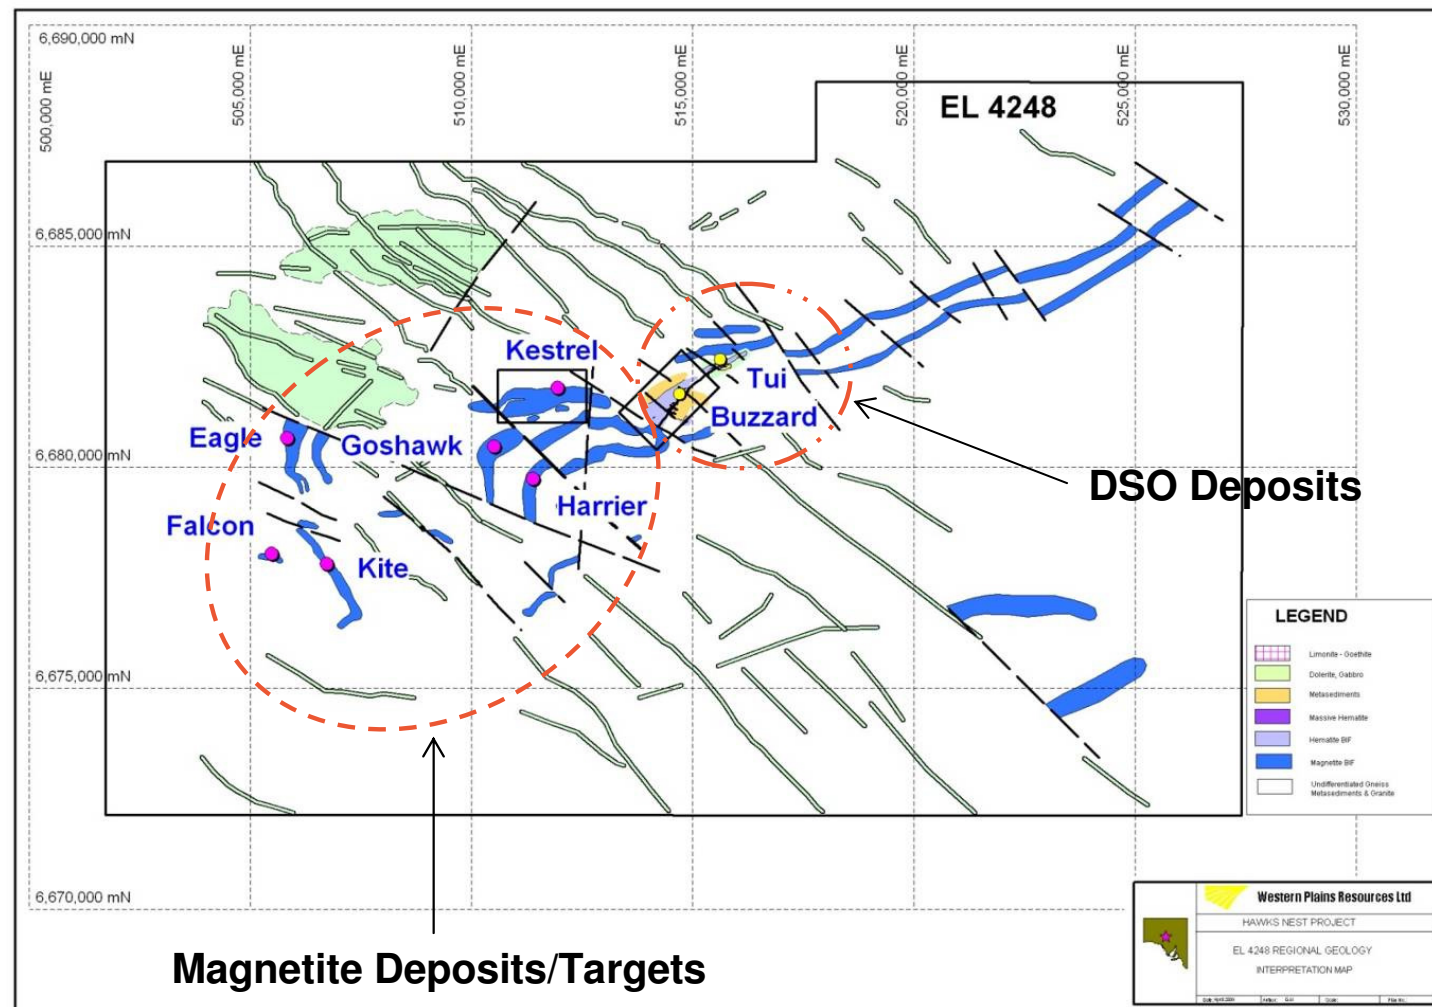 6,690,000 mN
500,000 mE
505,000 mE
510,000 mE
515,000 mE
520,000 mE
525,000 mE
530,000 mE
EL 4248
6,685,000 mN
Kestrel
Tui
Buzzard
Eagle
Goshawk
6,680,000 mN
DSO Deposits
Harrier
Falcon
Kite
6,675,000 mN
LEGEND
Limonite - Goethite
Dolerite, Gabbro
Metasediments
Massive Hematite
Hematite BIF
Magnetite BIF
Undifferentiated Gneiss
Metasediments & Granite
6,670,000 mN
Western Plains Resources Ltd
HAWKS NEST PROJECT
EL 4248 REGIONAL GEOLOGY
INTERPRETATION MAP
Magnetite Deposits/Targets